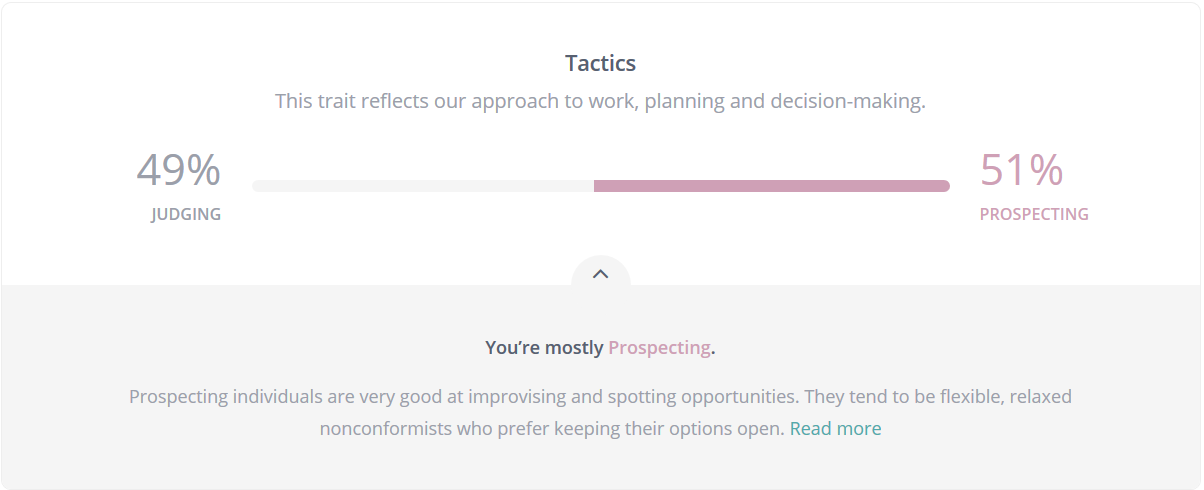 Tactics
This trait reflects our approach to work, planning and decision-making.
49%
JUDGING
51%
PROSPECTING
You’re mostly Prospecting.
Prospecting individuals are very good at improvising and spotting opportunities. They tend to be flexible, relaxed
nonconformists who prefer keeping their options open. Read more